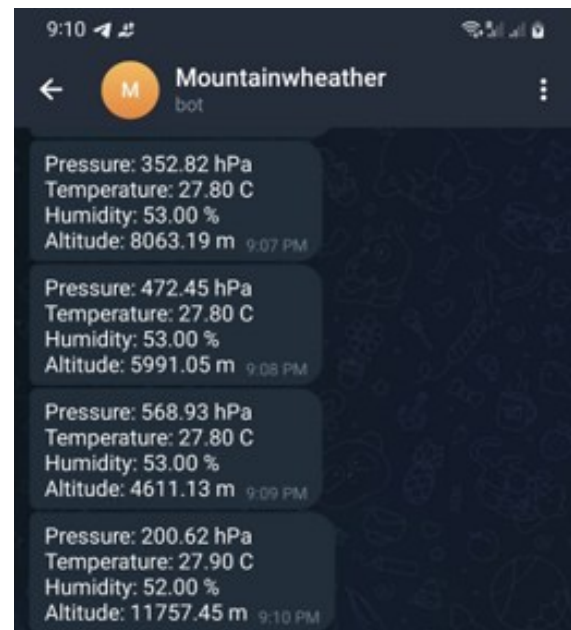 9:10
M
Mountainwheather
bot
Pressure: 352.82 hPa
Temperature: 27.80 C
Humidity: 53.00 %
Altitude: 8063.19 m 9:07 PM
Pressure: 472.45 hPa
Temperature: 27.80 C
Humidity: 53.00 %
Altitude: 5991.05 m 9:08 PM
Pressure: 568.93 hPa
Temperature: 27.80 C
Humidity: 53.00 %
Altitude: 4611.13 m 9:09 PM
Pressure: 200.62 hPa
Temperature: 27.90 C
Humidity: 52.00 %
Altitude: 11757.45 m 9:10 PM